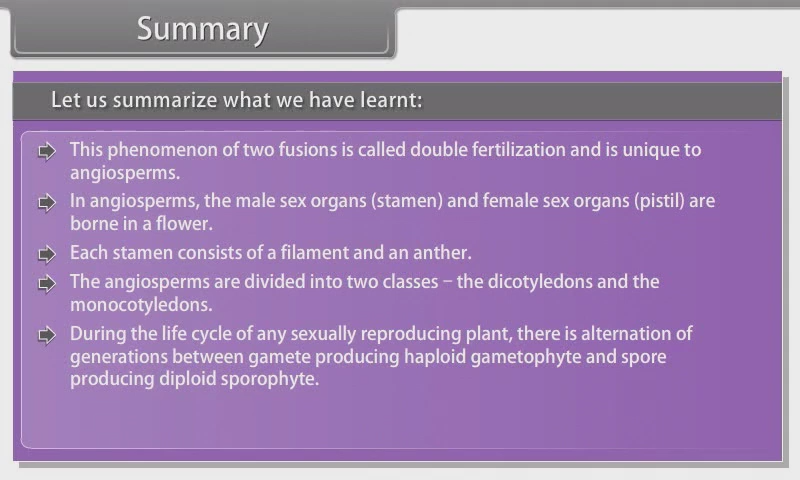 Summary
Let us summarize what we have learnt:
This phenomenon of two fusions is called double fertilization and is unique to
angiosperms.
In angiosperms, the male sex organs (stamen) and female sex organs (pistil) are
borne in a flower.
Each stamen consists of a filament and an anther.
The angiosperms are divided into two classes – the dicotyledons and the
monocotyledons.
During the life cycle of any sexually reproducing plant, there is alternation of
generations between gamete producing haploid gametophyte and spore
producing diploid sporophyte.